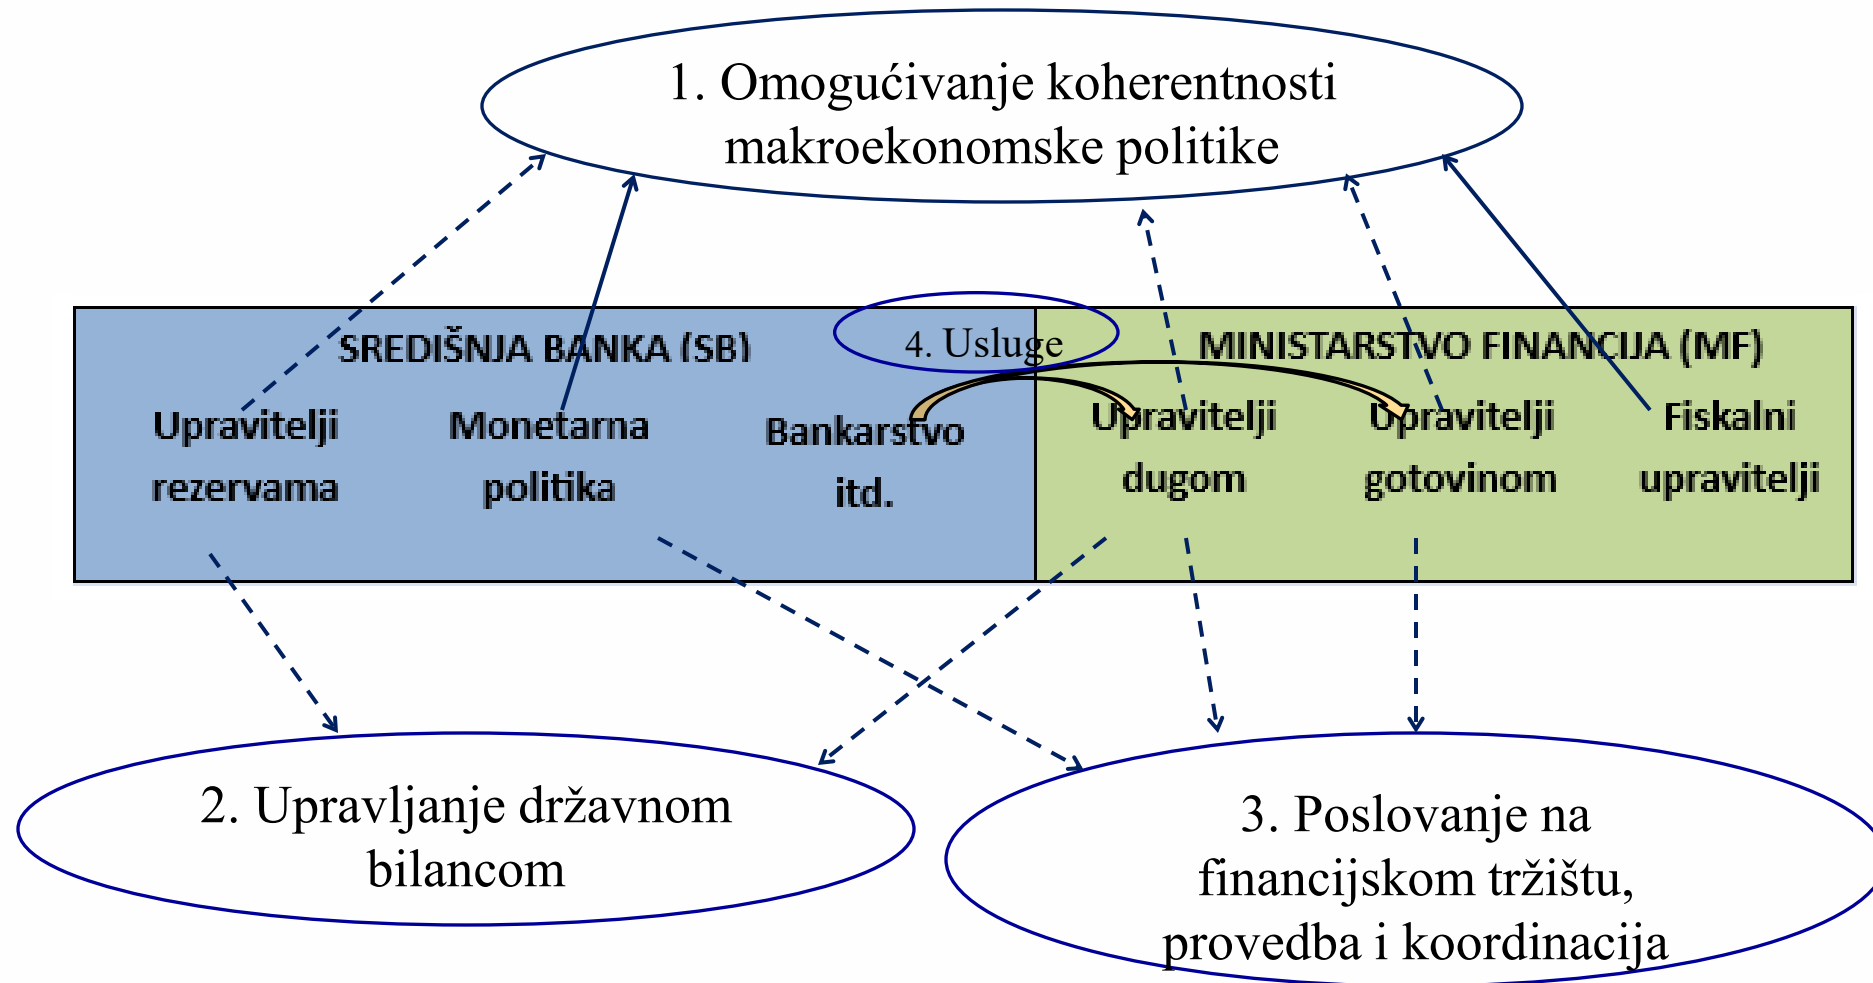 1. Omogućivanje koherentnosti
makroekonomske politike
SREDIŠNJA BANKA (SB)
4. Usluge
MINISTARSTVO FINANCIJA (MF)
Upravitelji
rezervama
Monetarna
politika
Bankarstvo
itd.
Upravitelji
dugom
Upravitelji
gotovinom
Fiskalni
upravitelji
2. Upravljanje državnom
bilancom
3. Poslovanje na
financijskom tržištu,
provedba i koordinacija